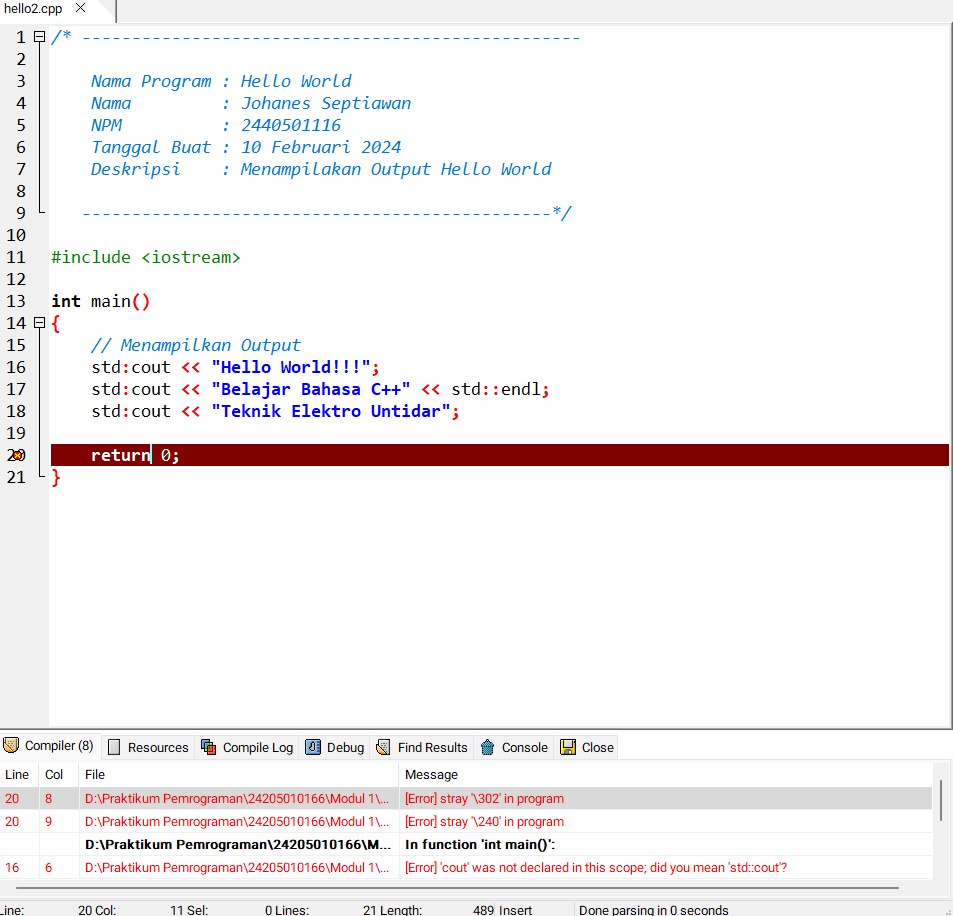 hello2.cpp
1 /* --------------------------------------------------
2
3 Nama Program : Hello World
4 Nama : Johanes Septiawan
5 NPM : 2440501116
6 Tanggal Buat : 10 Februari 2024
7 Deskripsi : Menampilakan Output Hello World
8
9 -----------------------------------------------*/
10
11 #include <iostream>
12
13 int main()
14 {
15 // Menampilkan Output
16 std:cout << "Hello World!!!";
17 std:cout << "Belajar Bahasa C++" << std::endl;
18 std:cout << "Teknik Elektro Untidar";
19
20 return 0;
21 }
Compiler (8) Resources Compile Log Debug Find Results Console Close
Line Col File Message
20 8 D:\Praktikum Pemrograman\24205010166\Modul 1\... [Error] stray '\302' in program
20 9 D:\Praktikum Pemrograman\24205010166\Modul 1\... [Error] stray '\240' in program
D:\Praktikum Pemrograman\24205010166\M... In function 'int main()':
16 6 D:\Praktikum Pemrograman\24205010166\Modul 1\... [Error] 'cout' was not declared in this scope; did you mean 'std::cout'?
Line: 20 Col: 11 Sel: 0 Lines: 21 Length: 489 Insert Done parsing in 0 seconds